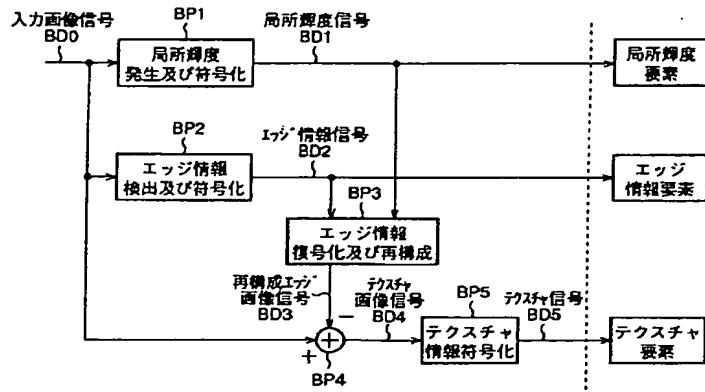 入力画像信号
BD0
BP1
局所輝度
発生及び符号化
局所輝度信号
BD1
局所輝度
要素
BP2
エッジ情報
検出及び符号化
エッジ情報信号
BD2
エッジ
情報要素
BP3
エッジ情報
復号化及び再構成
再構成エッジ
画像信号
BD3
−
+
+
BP4
テクスチャ
画像信号
BD4
BP5
テクスチャ
情報符号化
テクスチャ信号
BD5
テクスチャ
要素